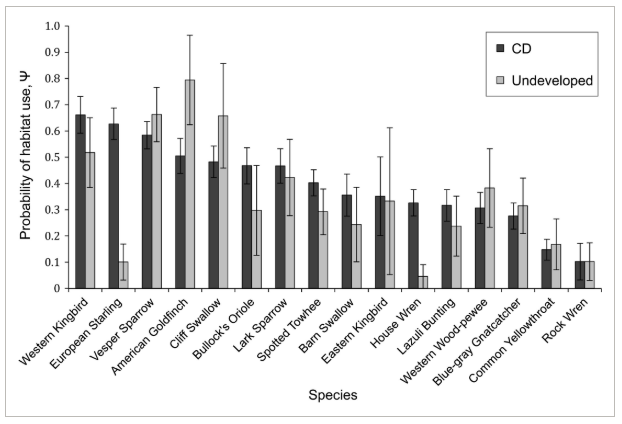 Probability of habitat use, Ψ
1.0
0.9
0.8
0.7
0.6
0.5
0.4
0.3
0.2
0.1
0
CD
Undeveloped
Western Kingbird
European Starling
Vesper Sparrow
American Goldfinch
Cliff Swallow
Bullock's Oriole
Lark Sparrow
Spotted Towhee
Barn Swallow
Eastern Kingbird
House Wren
Lazuli Bunting
Western Wood-pewee
Blue-gray Gnatcatcher
Common Yellowthroat
Rock Wren
Species